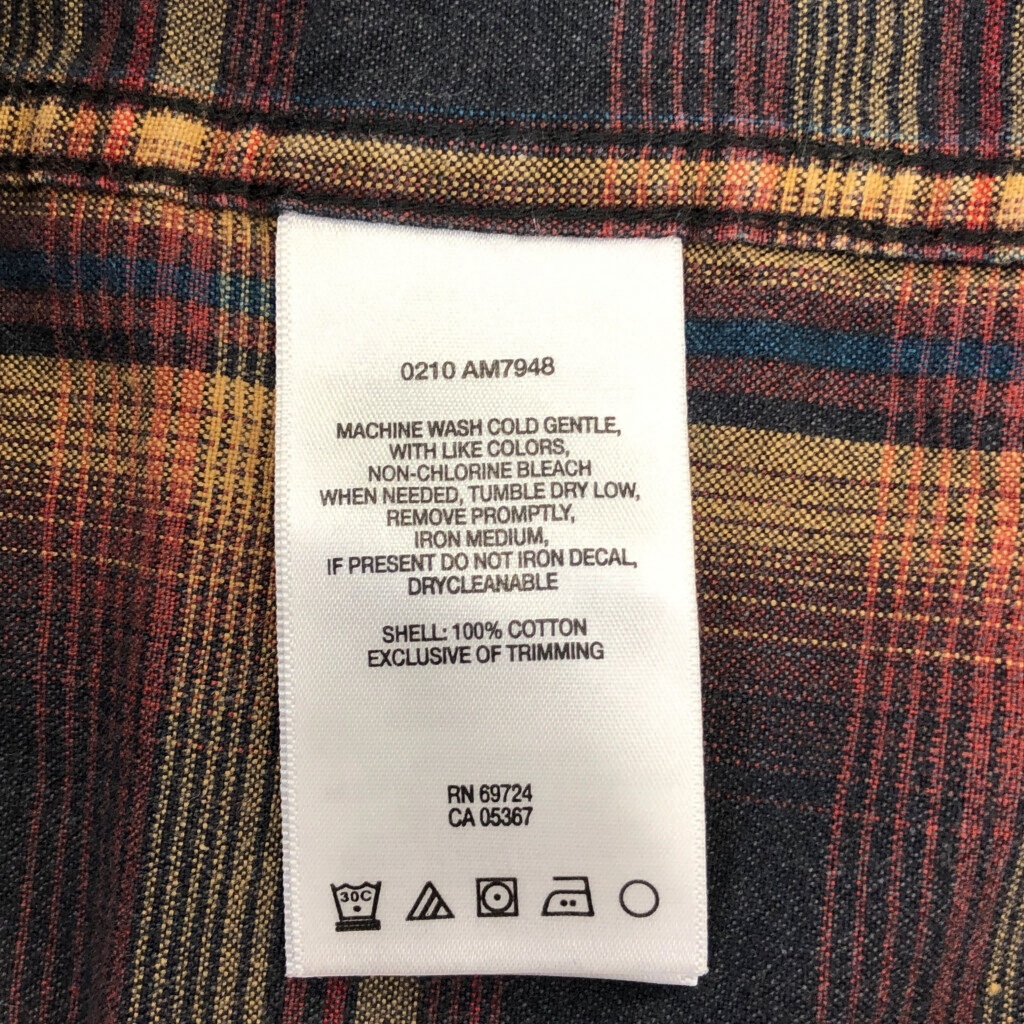 0210 AM7948
MACHINE WASH COLD GENTLE,
WITH LIKE COLORS,
NON-CHLORINE BLEACH
WHEN NEEDED, TUMBLE DRY LOW,
REMOVE PROMPTLY,
IRON MEDIUM,
IF PRESENT DO NOT IRON DECAL,
DRYCLEANABLE
SHELL: 100% COTTON
EXCLUSIVE OF TRIMMING
RN 69724
CA 05367
30C